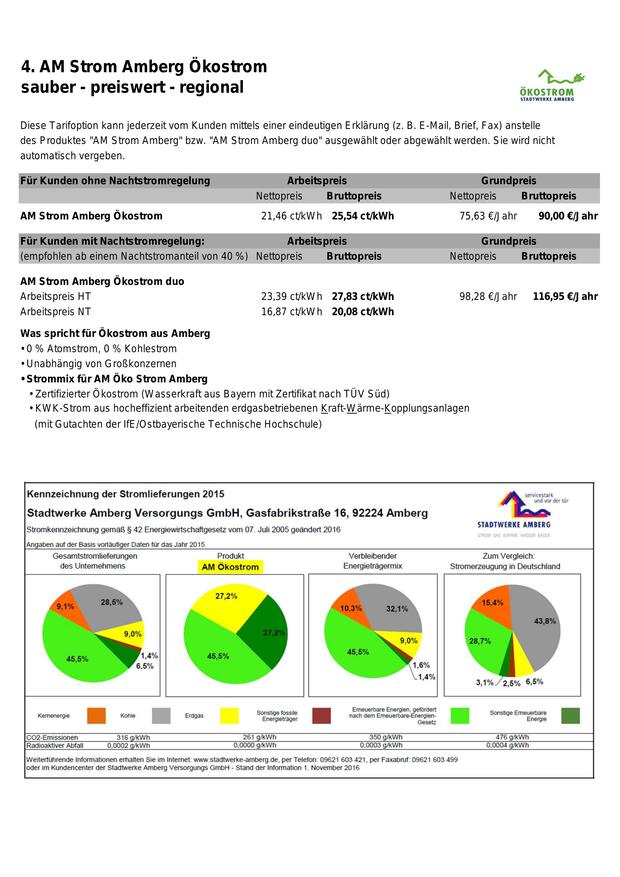 4. AM Strom Amberg Ökostrom
sauber - preiswert - regional
ÖKOSTROM
STADTWERKE AMBERG
Diese Tarifoption kann jederzeit vom Kunden mittels einer eindeutigen Erklärung (z. B. E-Mail, Brief, Fax) anstelle
des Produktes "AM Strom Amberg" bzw. "AM Strom Amberg duo" ausgewählt oder abgewählt werden. Sie wird nicht
automatisch vergeben.
Für Kunden ohne Nachtstromregelung Arbeitspreis Grundpreis
Nettopreis Bruttopreis Nettopreis Bruttopreis
AM Strom Amberg Ökostrom 21,46 ct/kWh 25,54 ct/kWh 75,63 €/Jahr 90,00 €/Jahr
Für Kunden mit Nachtstromregelung: Arbeitspreis Grundpreis
(empfohlen ab einem Nachtstromanteil von 40 %) Nettopreis Bruttopreis Nettopreis Bruttopreis
AM Strom Amberg Ökostrom duo
Arbeitspreis HT 23,39 ct/kWh 27,83 ct/kWh 98,28 €/Jahr 116,95 €/Jahr
Arbeitspreis NT 16,87 ct/kWh 20,08 ct/kWh
Was spricht für Ökostrom aus Amberg
• 0 % Atomstrom, 0 % Kohlestrom
• Unabhängig von Großkonzernen
• Strommix für AM Öko Strom Amberg
• Zertifizierter Ökostrom (Wasserkraft aus Bayern mit Zertifikat nach TÜV Süd)
• KWK-Strom aus hocheffizient arbeitenden erdgasbetriebenen Kraft-Wärme-Kopplungsanlagen
(mit Gutachten der IfE/Ostbayerische Technische Hochschule)
Kennzeichnung der Stromlieferungen 2015
Stadtwerke Amberg Versorgungs GmbH, Gasfabrikstraße 16, 92224 Amberg
Stromkennzeichnung gemäß § 42 Energiewirtschaftgesetz vom 07. Juli 2005 geändert 2016
Angaben auf der Basis vorläufiger Daten für das Jahr 2015
servicestark
und vor der tür
STADTWERKE AMBERG
STROM GAS WÄRME WASSER BÄDER
Gesamtstromlieferungen
des Unternehmens
9,1%
28,5%
9,0%
1,4%
6,5%
45,5%
Produkt
AM Ökostrom
27,2%
27,2%
45,5%
Verbleibender
Energieträgermix
10,3%
32,1%
9,0%
1,6%
1,4%
45,5%
Zum Vergleich:
Stromerzeugung in Deutschland
15,4%
43,8%
28,7%
3,1%
2,5%
6,5%
Kernenergie
Kohle
Erdgas
Sonstige fossile
Energieträger
Erneuerbare Energien, gefördert
nach dem Erneuerbare-Energien-
Gesetz
Sonstige Erneuerbare
Energie
CO2-Emissionen 316 g/kWh 261 g/kWh 350 g/kWh 476 g/kWh
Radioaktiver Abfall 0,0002 g/kWh 0,0000 g/kWh 0,0003 g/kWh 0,0004 g/kWh
Weiterführende Informationen erhalten Sie im Internet: www.stadtwerke-amberg.de, per Telefon: 09621 603 421, per Faxabruf: 09621 603 499
oder im Kundencenter der Stadtwerke Amberg Versorgungs GmbH - Stand der Information 1. November 2016